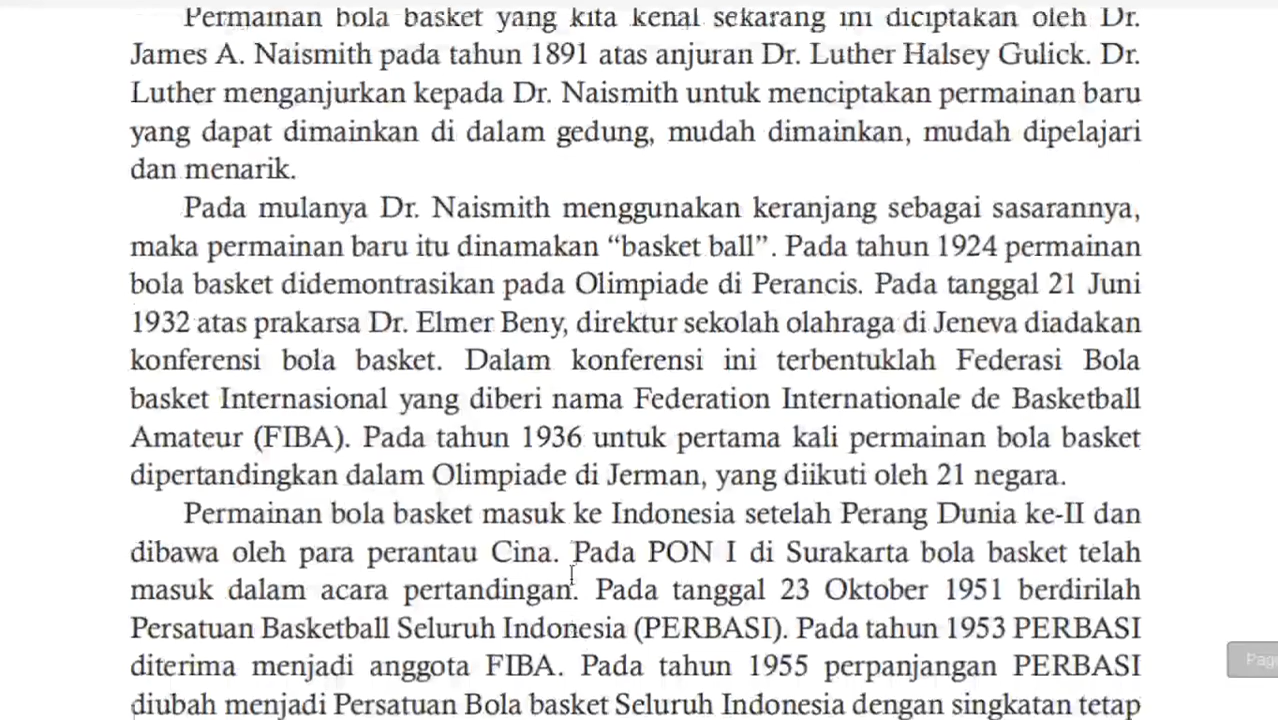 Permainan bola basket yang kita kenal sekarang ini diciptakan oleh Dr.
James A. Naismith pada tahun 1891 atas anjuran Dr. Luther Halsey Gulick. Dr.
Luther menganjurkan kepada Dr. Naismith untuk menciptakan permainan baru
yang dapat dimainkan di dalam gedung, mudah dimainkan, mudah dipelajari
dan menarik.
Pada mulanya Dr. Naismith menggunakan keranjang sebagai sasarannya,
maka permainan baru itu dinamakan “basket ball”. Pada tahun 1924 permainan
bola basket didemontrasikan pada Olimpiade di Perancis. Pada tanggal 21 Juni
1932 atas prakarsa Dr. Elmer Beny, direktur sekolah olahraga di Jeneva diadakan
konferensi bola basket. Dalam konferensi ini terbentuklah Federasi Bola
basket Internasional yang diberi nama Federation Internationale de Basketball
Amateur (FIBA). Pada tahun 1936 untuk pertama kali permainan bola basket
dipertandingkan dalam Olimpiade di Jerman, yang diikuti oleh 21 negara.
Permainan bola basket masuk ke Indonesia setelah Perang Dunia ke-II dan
dibawa oleh para perantau Cina. Pada PON I di Surakarta bola basket telah
masuk dalam acara pertandingan. Pada tanggal 23 Oktober 1951 berdirilah
Persatuan Basketball Seluruh Indonesia (PERBASI). Pada tahun 1953 PERBASI
diterima menjadi anggota FIBA. Pada tahun 1955 perpanjangan PERBASI
diubah menjadi Persatuan Bola basket Seluruh Indonesia dengan singkatan tetap